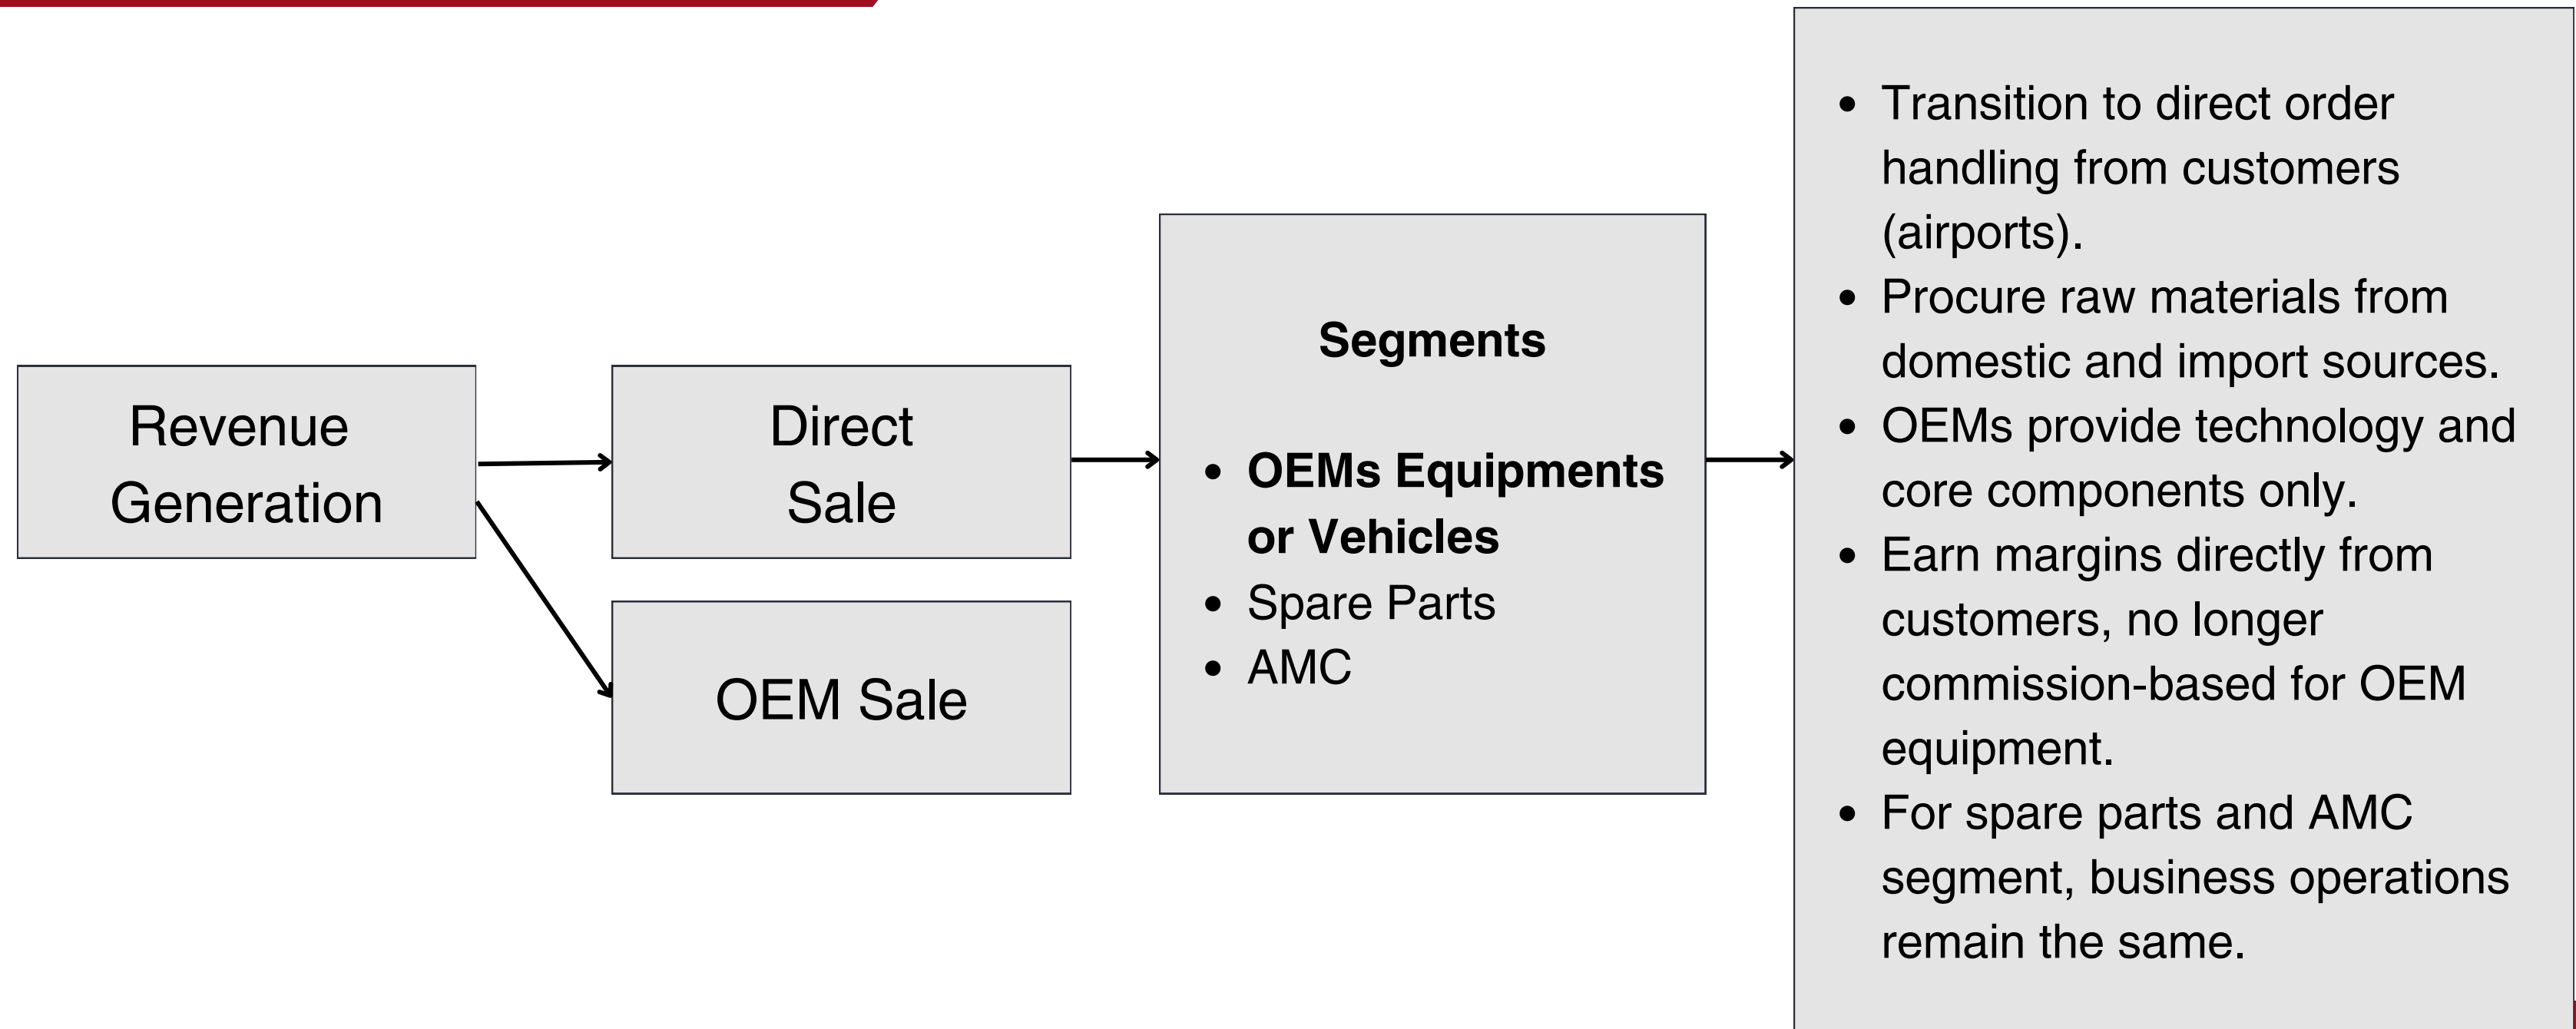 Revenue
Generation
Direct
Sale
OEM Sale
Segments
• OEMs Equipments
or Vehicles
• Spare Parts
• AMC
• Transition to direct order
handling from customers
(airports).
• Procure raw materials from
domestic and import sources.
• OEMs provide technology and
core components only.
• Earn margins directly from
customers, no longer
commission-based for OEM
equipment.
• For spare parts and AMC
segment, business operations
remain the same.